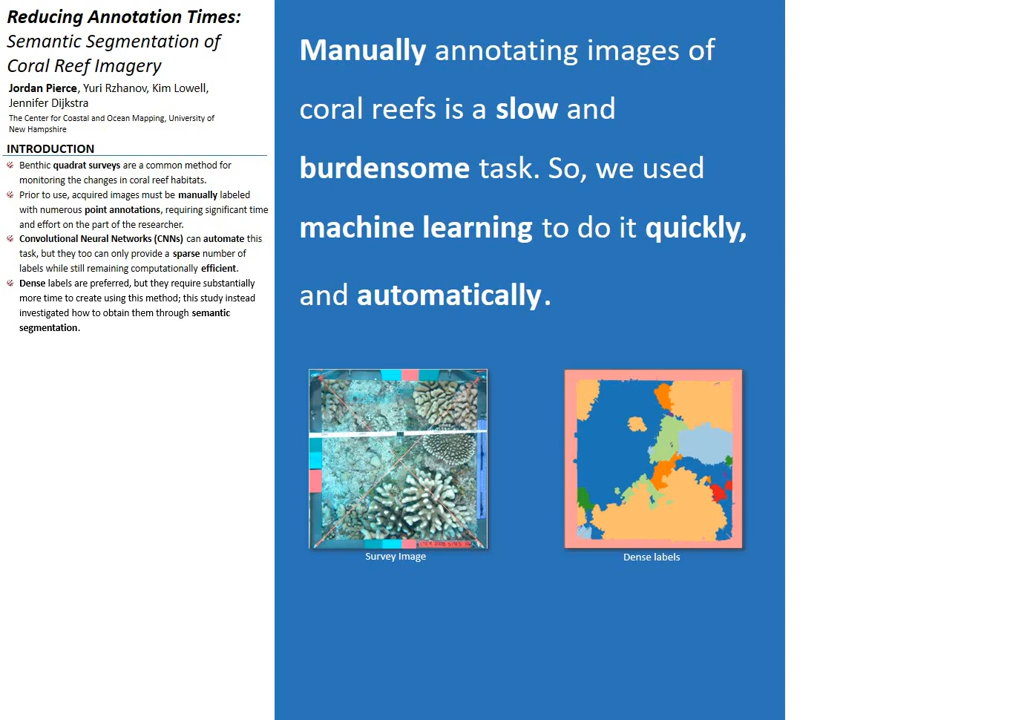 Reducing Annotation Times:
Semantic Segmentation of
Coral Reef Imagery
Jordan Pierce, Yuri Rzhanov, Kim Lowell,
Jennifer Dijkstra
The Center for Coastal and Ocean Mapping, University of
New Hampshire
INTRODUCTION
Benthic quadrat surveys are a common method for
monitoring the changes in coral reef habitats.
Prior to use, acquired images must be manually labeled
with numerous point annotations, requiring significant time
and effort on the part of the researcher.
Convolutional Neural Networks (CNNs) can automate this
task, but they too can only provide a sparse number of
labels while still remaining computationally efficient.
Dense labels are preferred, but they require substantially
more time to create using this method; this study instead
investigated how to obtain them through semantic
segmentation.
Manually annotating images of
coral reefs is a slow and
burdensome task. So, we used
machine learning to do it quickly,
and automatically.
Survey Image
Dense labels